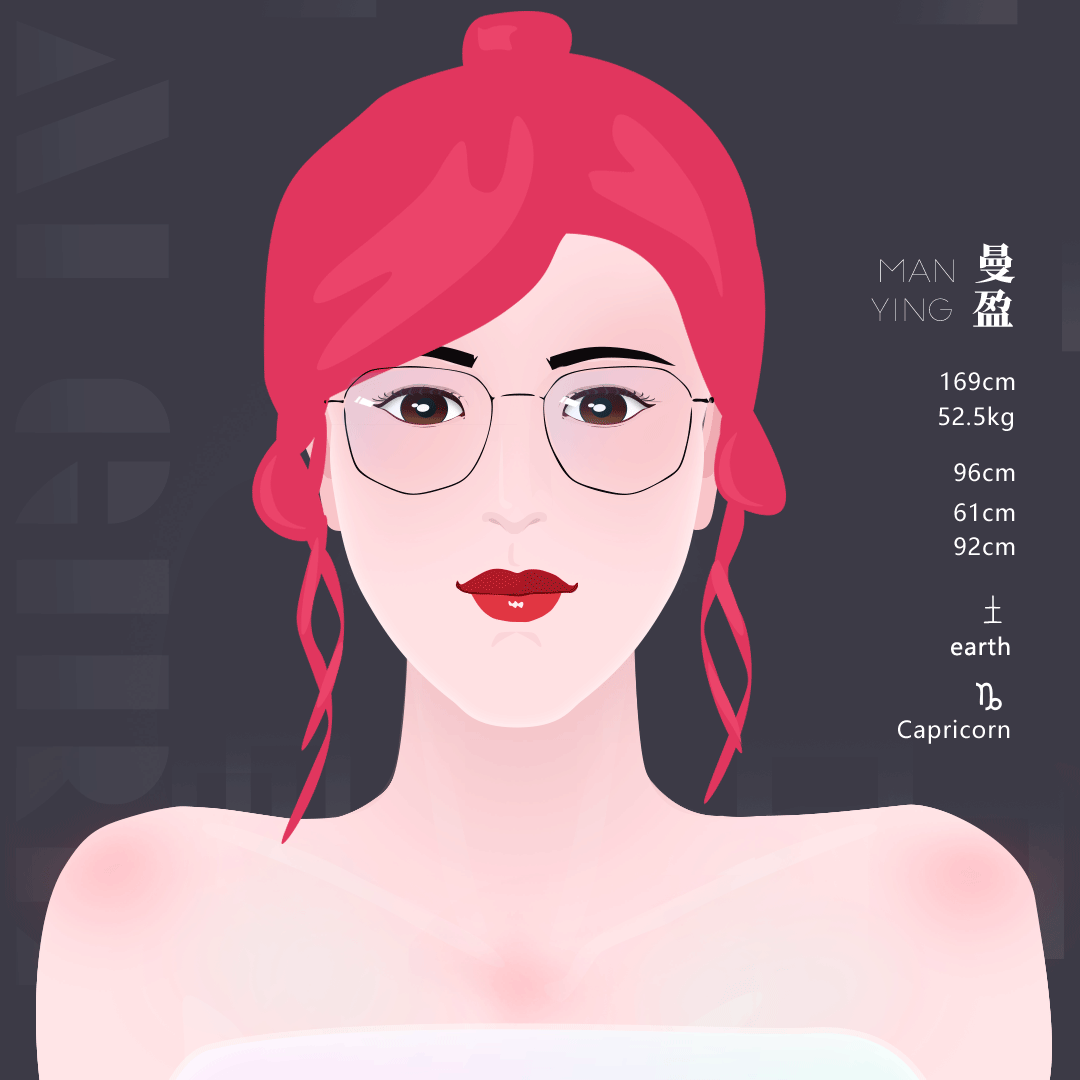 MAN
YING
曼盈
169cm
52.5kg
96cm
61cm
92cm
土
earth
♑
Capricorn